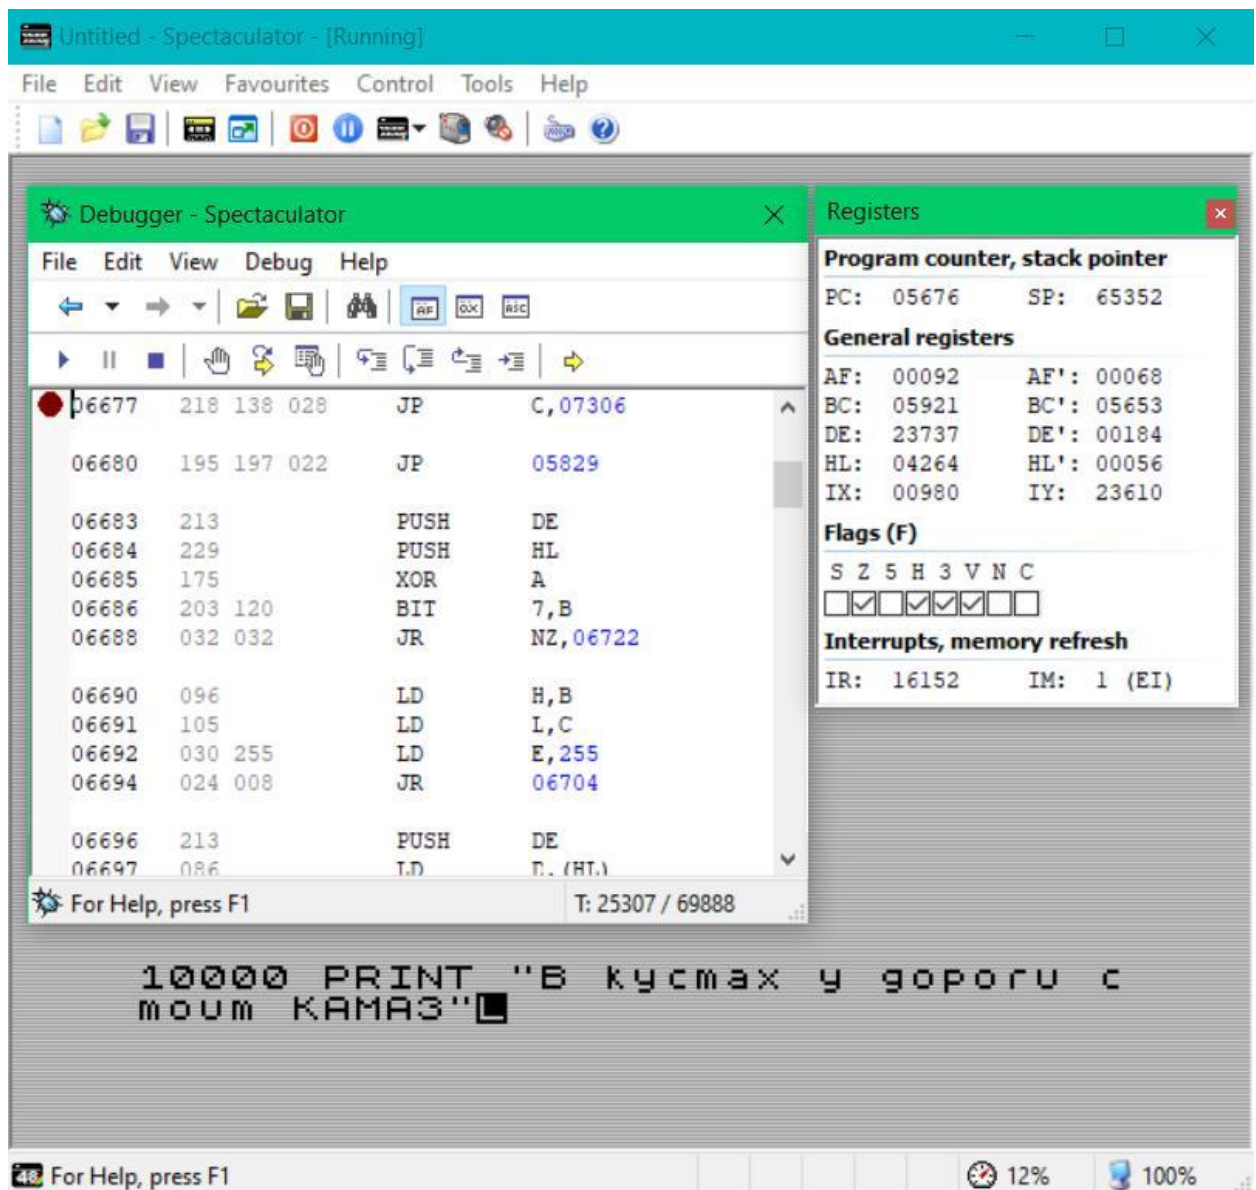 Untitled - Spectaculator - [Running]
File Edit View Favourites Control Tools Help
Debugger - Spectaculator
File Edit View Debug Help
06677 218 138 028 JP C,07306
06680 195 197 022 JP 05829
06683 213 PUSH DE
06684 229 PUSH HL
06685 175 XOR A
06686 203 120 BIT 7,B
06688 032 032 JR NZ,06722
06690 096 LD H,B
06691 105 LD L,C
06692 030 255 LD E,255
06694 024 008 JR 06704
06696 213 PUSH DE
06697 086 LD D,(HL)
For Help, press F1 T: 25307 / 69888
Registers
Program counter, stack pointer
PC: 05676 SP: 65352
General registers
AF: 00092 AF': 00068
BC: 05921 BC': 05653
DE: 23737 DE': 00184
HL: 04264 HL': 00056
IX: 00980 IY: 23610
Flags (F)
S Z 5 H 3 V N C
Interrupts, memory refresh
IR: 16152 IM: 1 (EI)
10000 PRINT "B kycmax y gopoгu c
moum KAMA3"L
For Help, press F1 12% 100%